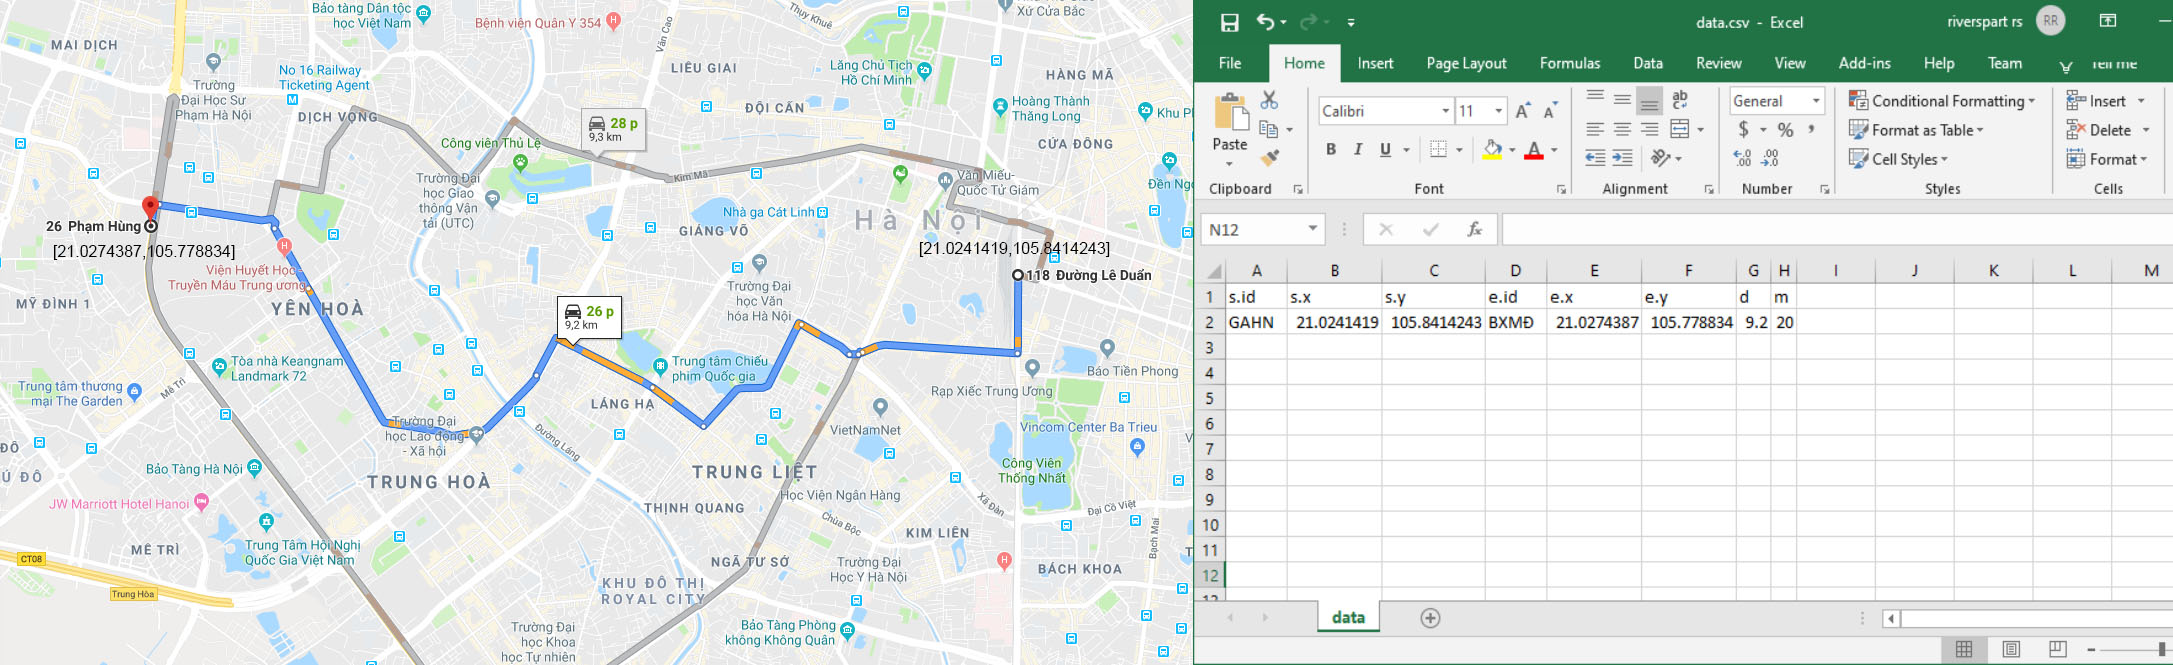 Bảo tàng Dân tộc
học Việt Nam
Bệnh viện Quân Y 354
Thụy Khuê
Xứ Cửa Bắc
MAI DỊCH
Văn Cao
LIỄU GIAI
Lăng Chủ Tịch
Hồ Chí Minh
HÀNG MÃ
Trường
Đại Học Sư
Phạm Hà Nội
No 16 Railway
Ticketing Agent
DỊCH VỌNG
ĐỘI CẤN
Hoàng Thành
Thăng Long
Khu Ph
28 p
9,3 km
Công viên Thủ Lệ
CỬA ĐÔNG
Kim Mã
Trường Đại
học Giao
thông Vận
tải (UTC)
Văn Miếu-
Quốc Tử Giám
Đền Ngọ
26 Phạm Hùng
[21.0274387,105.778834]
Nhà ga Cát Linh
GIẢNG VÕ
Hà Nội
[21.0241419,105.8414243]
118 Đường Lê Duẩn
Viện Huyết Học-
Truyền Máu Trung ương
YÊN HOÀ
MỸ ĐÌNH 1
Trường Đại
học Văn
hóa Hà Nội
26 p
9,2 km
Tòa nhà Keangnam
Landmark 72
Mễ Trì
Trung tâm Chiếu
phim Quốc gia
Báo Tiền Phong
Rạp Xiếc Trung Ương
Trung tâm thương
mại The Garden
LÁNG HẠ
Trường Đại
học Lao động
- Xã hội
Đường Láng
VietNamNet
Vincom Center Ba Trieu
Bảo Tàng Hà Nội
TRUNG HOÀ
TRUNG LIỆT
Công Viên
Thống Nhất
JW Marriott Hotel Hanoi
THỊNH QUANG
Học Viện Ngân Hàng
Xã Đàn
Đại Cồ Việt
Chùa Bộc
KIM LIÊN
Bạch Mai
MỄ TRÌ
Trung Tâm Hội Nghị
Quốc Gia Việt Nam
CT08
NGÃ TƯ SỞ
Trường Đại
Học Y Hà Nội
BÁCH KHOA
KHU ĐÔ THỊ
ROYAL CITY
Trung Hòa
Trường Đại
học Khoa
học Tự nhiên
Bảo Tàng Phòng
không Không Quân
data.csv - Excel
riverspart rs
RR
File Home Insert Page Layout Formulas Data Review View Add-ins Help Team Tell me
Paste
Calibri 11
General
Conditional Formatting
Format as Table
Cell Styles
Insert
Delete
Format
Clipboard Font Alignment Number Styles Cells
N12
fx
A B C D E F G H I J K L M
1 s.id s.x s.y e.id e.x e.y d m
2 GAHN 21.0241419 105.8414243 BXMĐ 21.0274387 105.778834 9.2 20
3
4
5
6
7
8
9
10
11
12
data